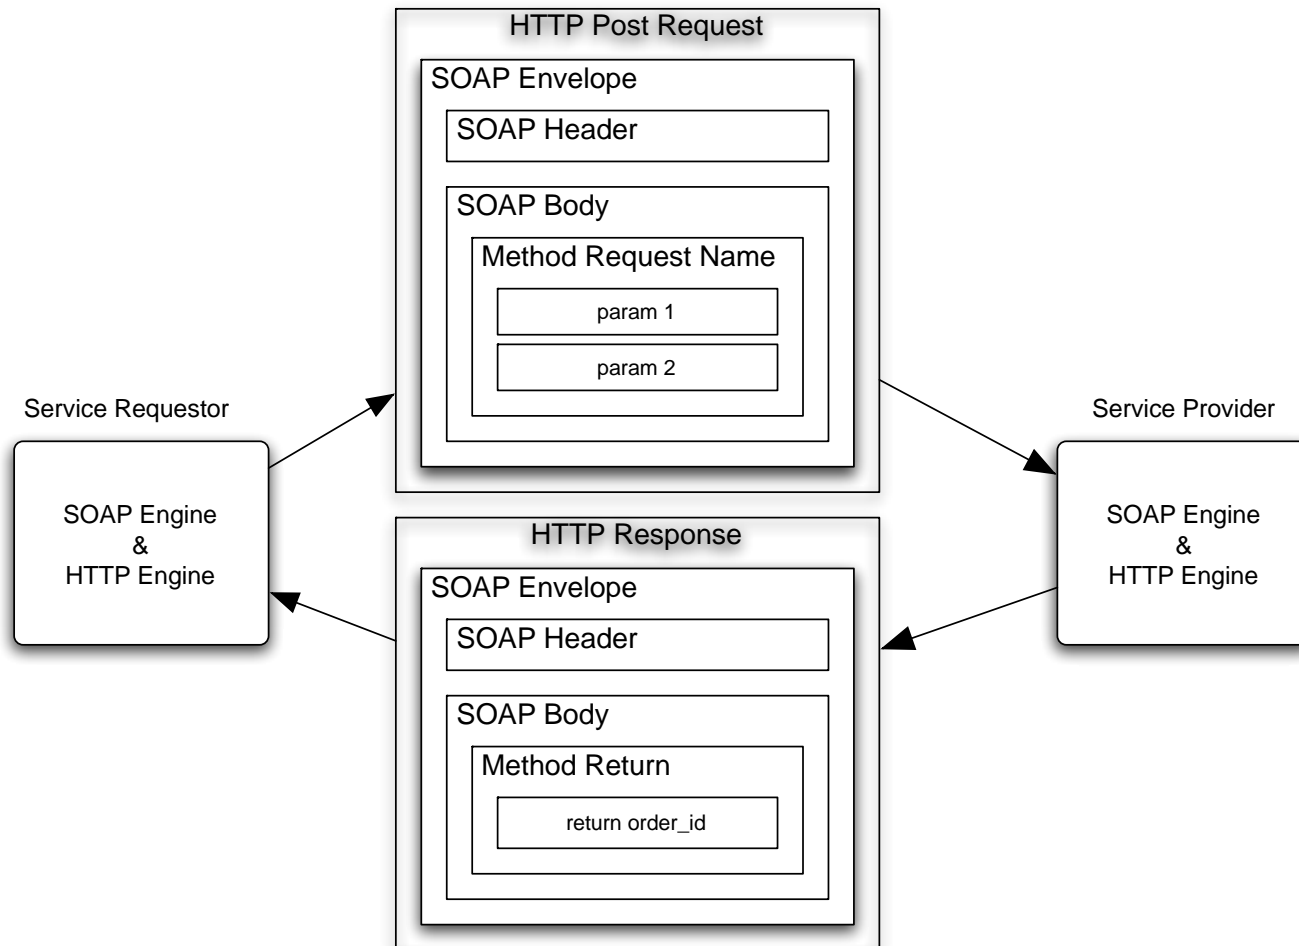 HTTP Post Request
SOAP Envelope
SOAP Header
SOAP Body
Method Request Name
param 1
param 2
Service Requestor
SOAP Engine
&
HTTP Engine
Service Provider
SOAP Engine
&
HTTP Engine
HTTP Response
SOAP Envelope
SOAP Header
SOAP Body
Method Return
return order_id